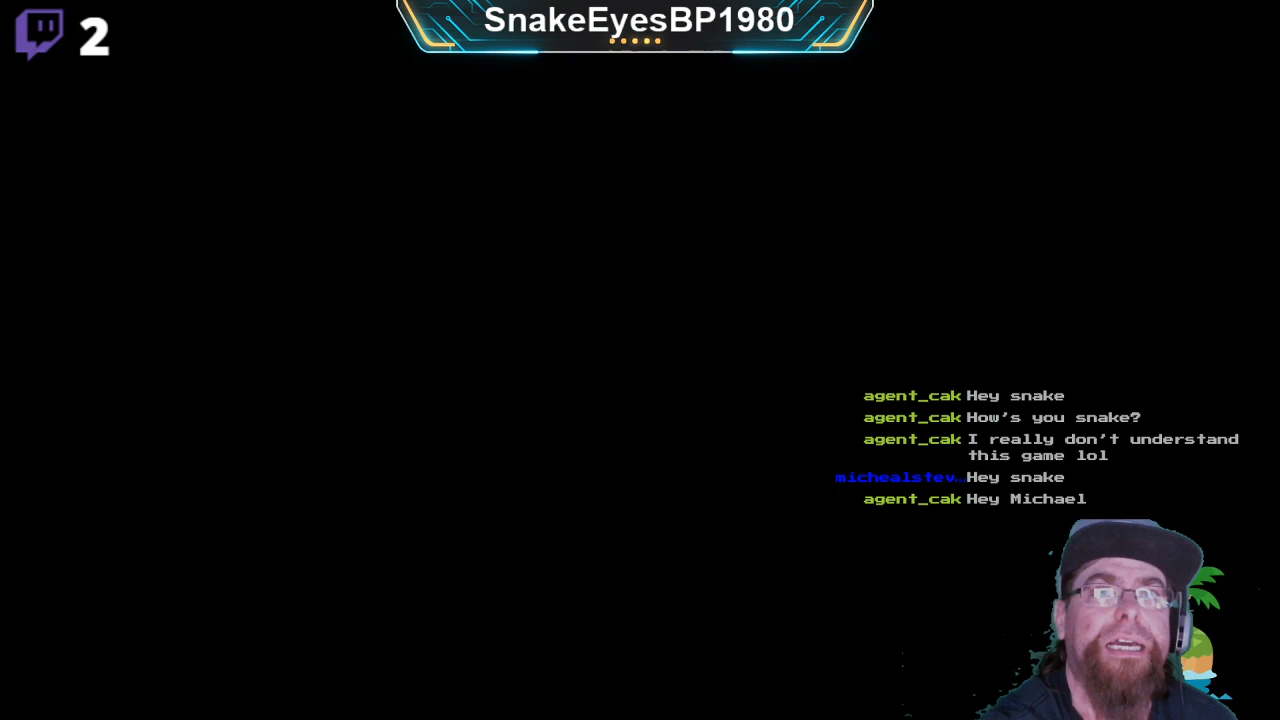 2
SnakeEyesBP1980
agent_cak Hey snake
agent_cak How's you snake?
agent_cak I really don't understand
this game lol
michealstev… Hey snake
agent_cak Hey Michael